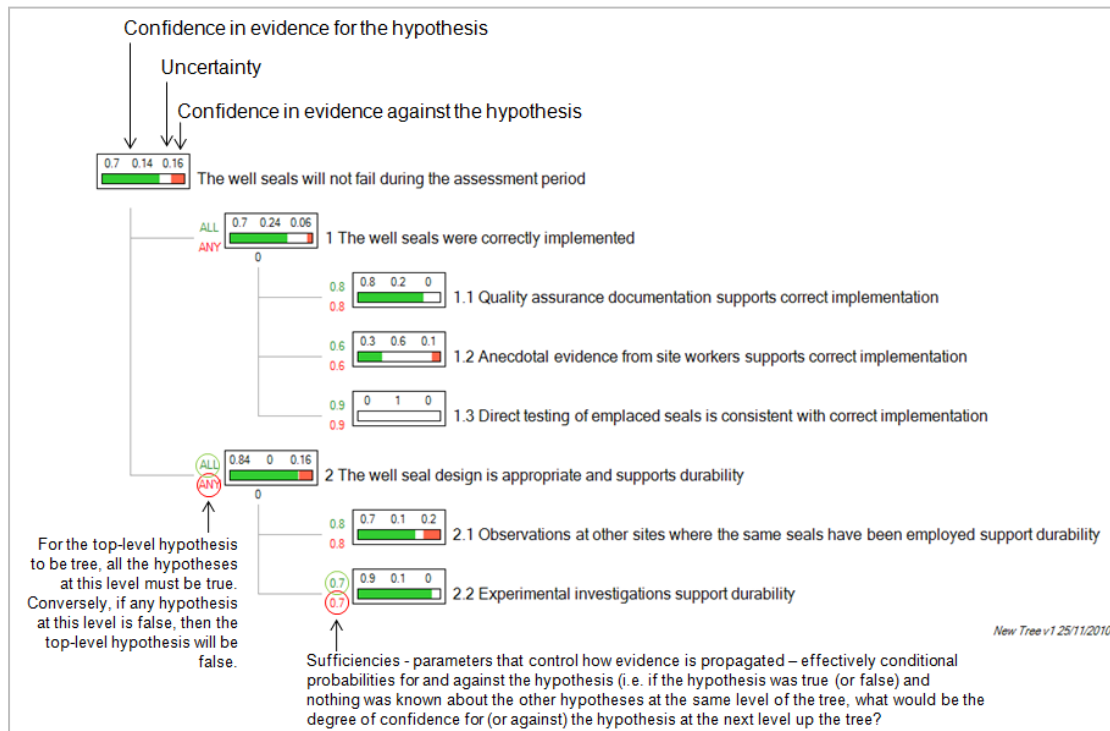 Confidence in evidence for the hypothesis
Uncertainty
Confidence in evidence against the hypothesis
0.7 0.14 0.16
The well seals will not fail during the assessment period
ALL
ANY
0.7 0.24 0.06
1 The well seals were correctly implemented
0
0.8
0.8
0.8 0.2 0
1.1 Quality assurance documentation supports correct implementation
0.6
0.6
0.3 0.6 0.1
1.2 Anecdotal evidence from site workers supports correct implementation
0.9
0.9
0 1 0
1.3 Direct testing of emplaced seals is consistent with correct implementation
ALL
ANY
0.84 0 0.16
2 The well seal design is appropriate and supports durability
0
0.8
0.8
0.7 0.1 0.2
2.1 Observations at other sites where the same seals have been employed support durability
0.7
0.7
0.9 0.1 0
2.2 Experimental investigations support durability
For the top-level hypothesis
to be tree, all the hypotheses
at this level must be true.
Conversely, if any hypothesis
at this level is false, then the
top-level hypothesis will be
false.
New Tree v1 25/11/2010
Sufficiencies - parameters that control how evidence is propagated – effectively conditional
probabilities for and against the hypothesis (i.e. if the hypothesis was true (or false) and
nothing was known about the other hypotheses at the same level of the tree, what would be the
degree of confidence for (or against) the hypothesis at the next level up the tree?